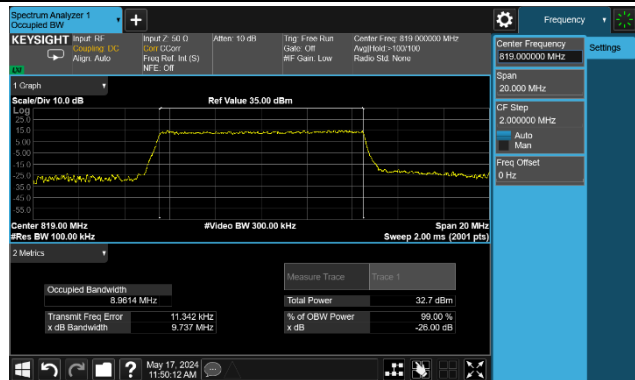 Spectrum Analyzer 1
Occupied BW
Frequency
KEYSIGHT
Input: RF
Coupling: DC
Align: Auto
Input Z: 50 Ω
Corr CCorr
Freq Ref: Int (S)
NFE: Off
Atten: 10 dB
Trig: Free Run
Gate: Off
#IF Gain: Low
Center Freq: 819.000000 MHz
Avg|Hold:>100/100
Radio Std: None
LW
Center Frequency
819.000000 MHz
Settings
Span
20.000 MHz
CF Step
2.000000 MHz
Auto
Man
Freq Offset
0 Hz
1 Graph
Scale/Div 10.0 dB
Ref Value 35.00 dBm
Log
25.0
15.0
5.00
-5.00
-15.0
-25.0
-35.0
-45.0
-55.0
Center 819.00 MHz
#Video BW 300.00 kHz
Span 20 MHz
#Res BW 100.00 kHz
Sweep 2.00 ms (2001 pts)
2 Metrics
Measure Trace
Trace 1
Occupied Bandwidth
8.9614 MHz
Total Power
32.7 dBm
Transmit Freq Error
11.342 kHz
% of OBW Power
99.00 %
x dB Bandwidth
9.737 MHz
x dB
-26.00 dB
May 17, 2024
11:50:12 AM